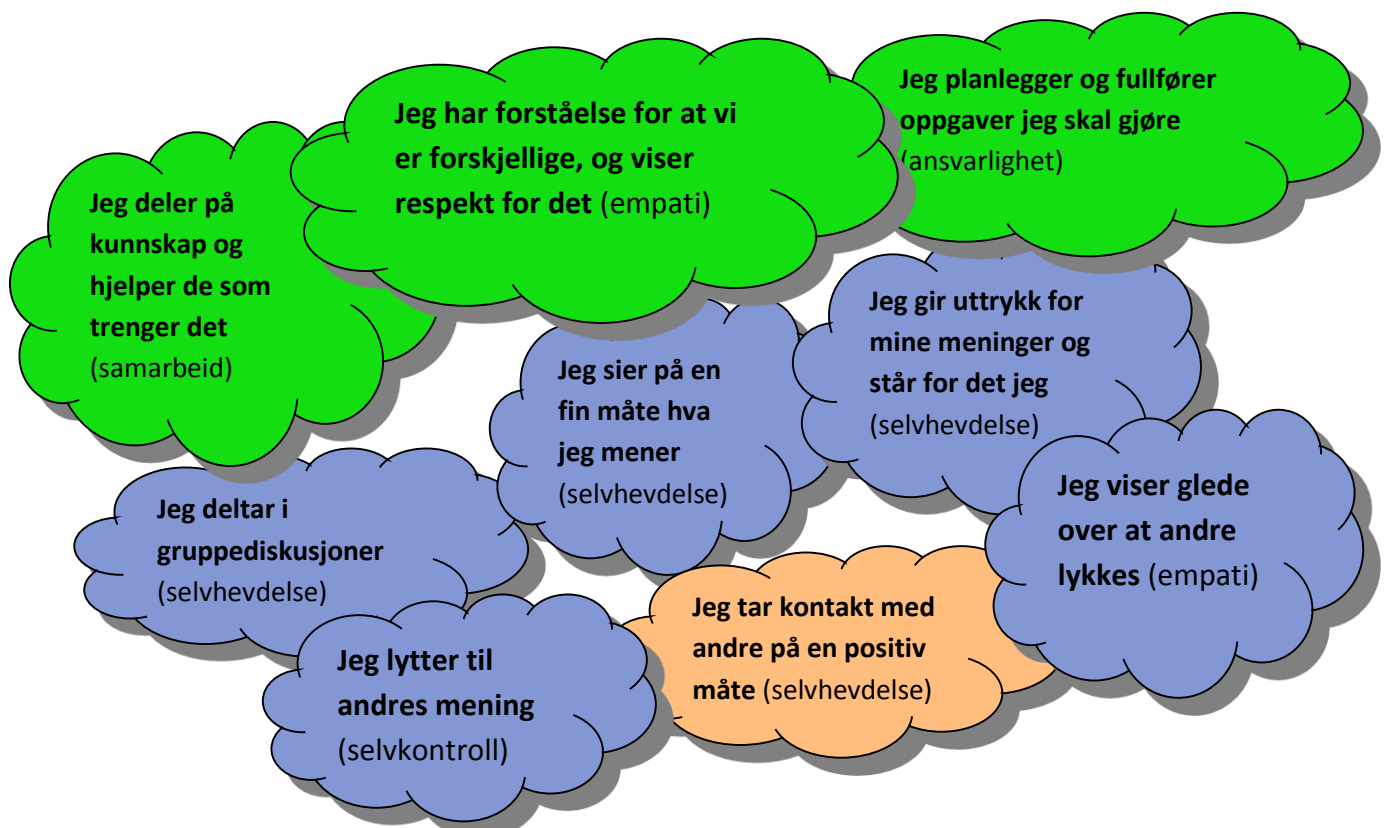 Jeg planlegger og fullfører
oppgaver jeg skal gjøre
(ansvarlighet)
Jeg har forståelse for at vi
er forskjellige, og viser
respekt for det (empati)
Jeg deler på
kunnskap og
hjelper de som
trenger det
(samarbeid)
Jeg gir uttrykk for
mine meninger og
står for det jeg
(selvhevdelse)
Jeg sier på en
fin måte hva
jeg mener
(selvhevdelse)
Jeg viser glede
over at andre
lykkes (empati)
Jeg deltar i
gruppediskusjoner
(selvhevdelse)
Jeg tar kontakt med
andre på en positiv
måte (selvhevdelse)
Jeg lytter til
andres mening
(selvkontroll)